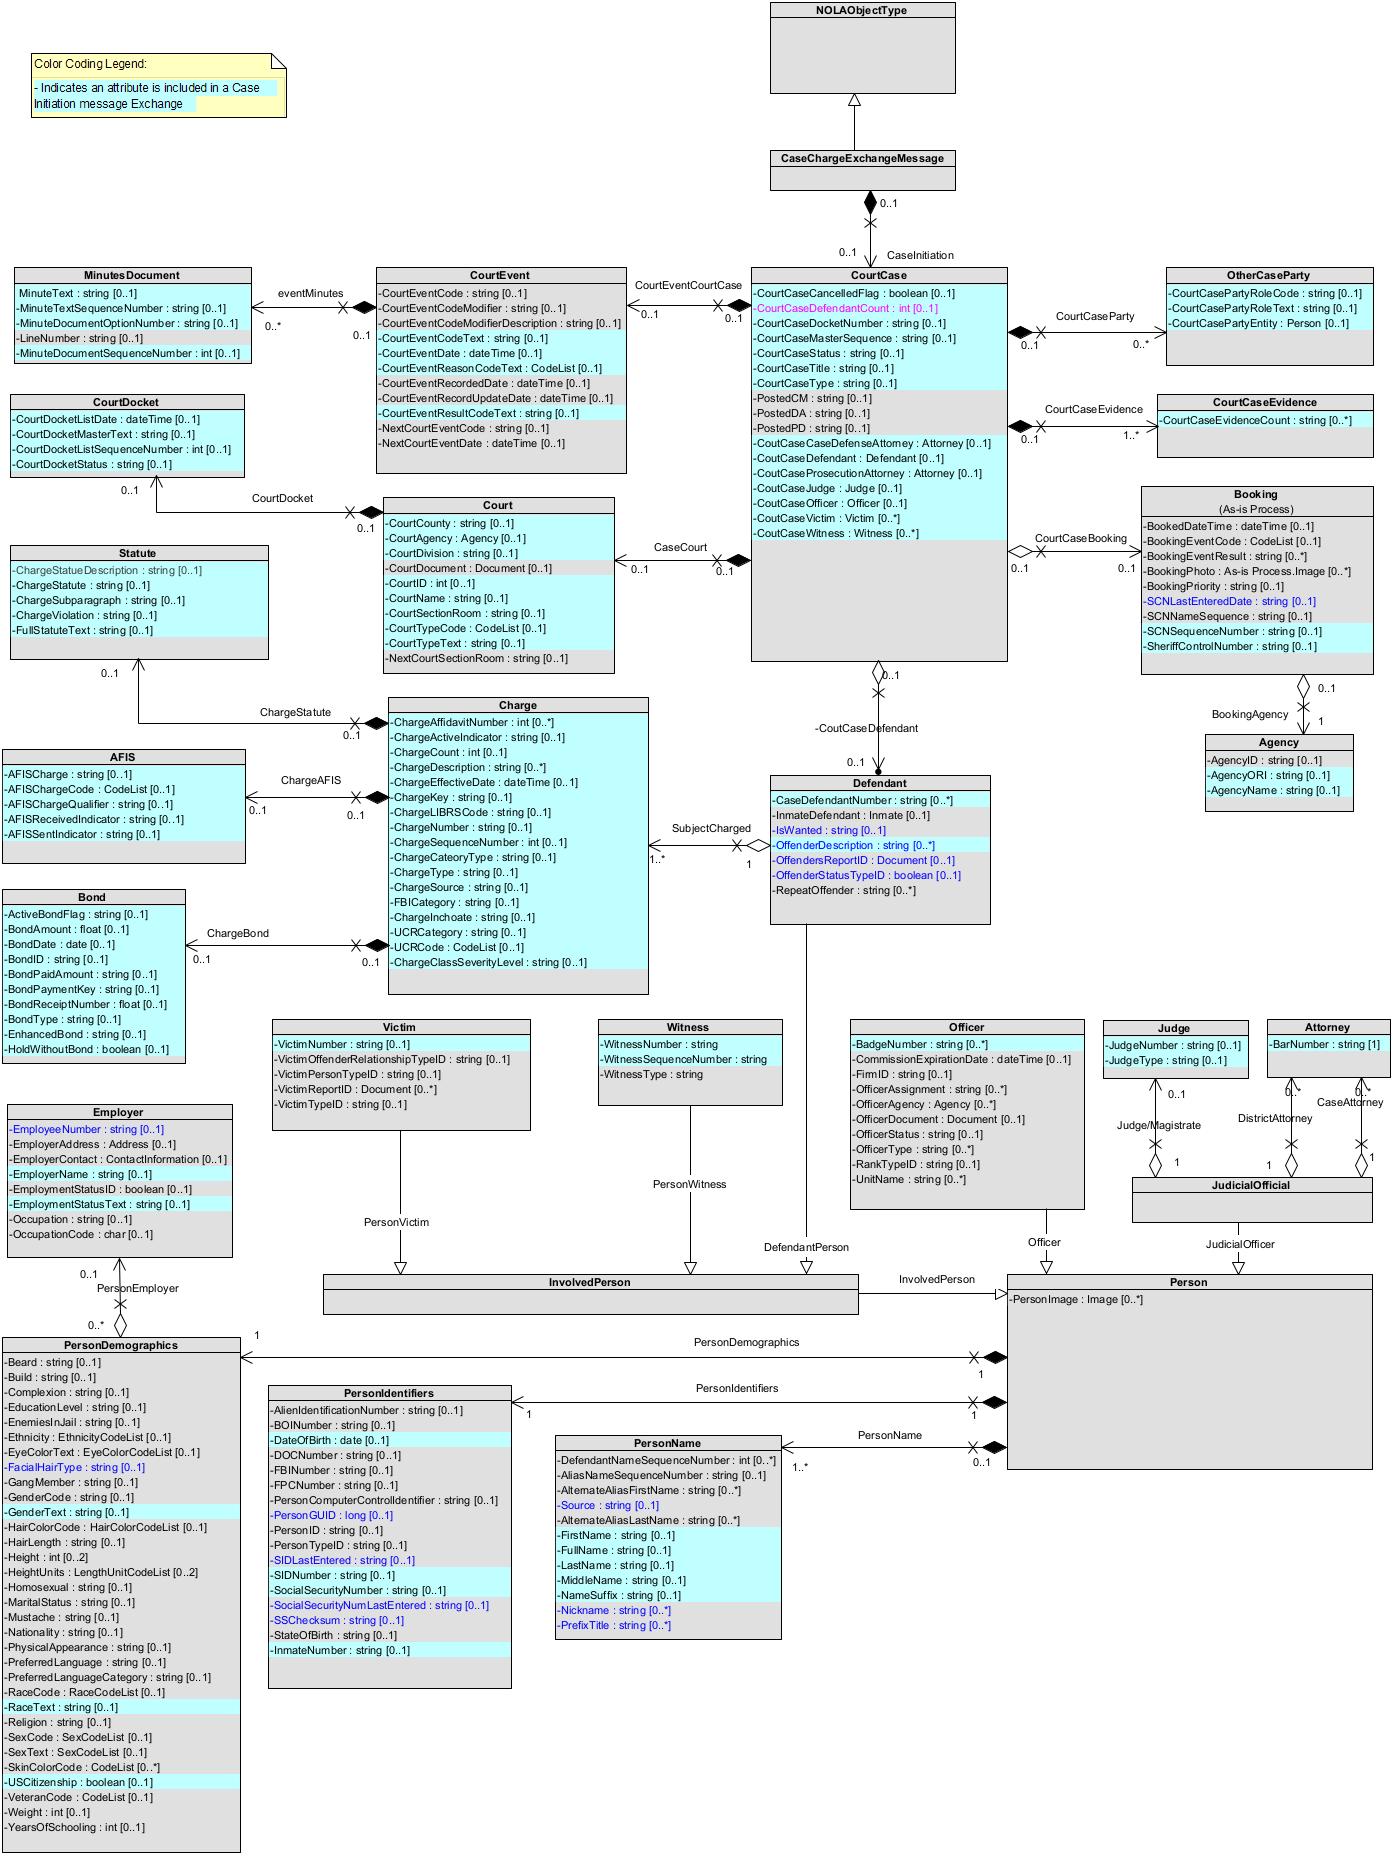 NOLAObjectType
Color Coding Legend:
- Indicates an attribute is included in a Case
Initiation message Exchange
CaseChargeExchangeMessage
0..1
0..1
CaseInitiation
MinutesDocument
MinuteText : string [0..1]
-MinuteTextSequenceNumber : string [0..1]
-MinuteDocumentOptionNumber : string [0..1]
-LineNumber : string [0..1]
-MinuteDocumentSequenceNumber : int [0..1]
eventMinutes
0..*
0..1
CourtEvent
-CourtEventCode : string [0..1]
-CourtEventCodeModifier : string [0..1]
-CourtEventCodeModifierDescription : string [0..1]
-CourtEventCodeText : string [0..1]
-CourtEventDate : dateTime [0..1]
-CourtEventReasonCodeText : CodeList [0..1]
-CourtEventRecordedDate : dateTime [0..1]
-CourtEventRecordUpdateDate : dateTime [0..1]
-CourtEventResultCodeText : string [0..1]
-NextCourtEventCode : string [0..1]
-NextCourtEventDate : dateTime [0..1]
CourtEventCourtCase
0..1
0..1
CourtCase
-CourtCaseCancelledFlag : boolean [0..1]
-CourtCaseDefendantCount : int [0..1]
-CourtCaseDocketNumber : string [0..1]
-CourtCaseMasterSequence : string [0..1]
-CourtCaseStatus : string [0..1]
-CourtCaseTitle : string [0..1]
-CourtCaseType : string [0..1]
-PostedCM : string [0..1]
-PostedDA : string [0..1]
-PostedPD : string [0..1]
-CoutCaseCaseDefenseAttorney : Attorney [0..1]
-CoutCaseDefendant : Defendant [0..1]
-CoutCaseProsecutionAttorney : Attorney [0..1]
-CoutCaseJudge : Judge [0..1]
-CoutCaseOfficer : Officer [0..1]
-CoutCaseVictim : Victim [0..*]
-CoutCaseWitness : Witness [0..*]
CourtCaseParty
0..1
0..*
OtherCaseParty
-CourtCasePartyRoleCode : string [0..1]
-CourtCasePartyRoleText : string [0..1]
-CourtCasePartyEntity : Person [0..1]
CourtCaseEvidence
0..1
1..*
CourtCaseEvidence
-CourtCaseEvidenceCount : string [0..*]
CourtDocket
-CourtDocketListDate : dateTime [0..1]
-CourtDocketMasterText : string [0..1]
-CourtDocketListSequenceNumber : int [0..1]
-CourtDocketStatus : string [0..1]
0..1
CourtDocket
0..1
Court
-CourtCounty : string [0..1]
-CourtAgency : Agency [0..1]
-CourtDivision : string [0..1]
-CourtDocument : Document [0..1]
-CourtID : int [0..1]
-CourtName : string [0..1]
-CourtSectionRoom : string [0..1]
-CourtTypeCode : CodeList [0..1]
-CourtTypeText : string [0..1]
-NextCourtSectionRoom : string [0..1]
CaseCourt
0..1
0..1
CourtCaseBooking
0..1
0..1
Booking
(As-is Process)
-BookedDateTime : dateTime [0..1]
-BookingEventCode : CodeList [0..1]
-BookingEventResult : string [0..*]
-BookingPhoto : As-is Process.Image [0..*]
-BookingPriority : string [0..1]
-SCNLastEnteredDate : string [0..1]
-SCNNameSequence : string [0..1]
-SCNSequenceNumber : string [0..1]
-SheriffControlNumber : string [0..1]
0..1
BookingAgency
1
Agency
-AgencyID : string [0..1]
-AgencyORI : string [0..1]
-AgencyName : string [0..1]
Statute
-ChargeStatueDescription : string [0..1]
-ChargeStatute : string [0..1]
-ChargeSubparagraph : string [0..1]
-ChargeViolation : string [0..1]
-FullStatuteText : string [0..1]
0..1
ChargeStatute
0..1
AFIS
-AFISCharge : string [0..1]
-AFISChargeCode : CodeList [0..1]
-AFISChargeQualifier : string [0..1]
-AFISReceivedIndicator : string [0..1]
-AFISSentIndicator : string [0..1]
ChargeAFIS
0..1
0..1
Charge
-ChargeAffidavitNumber : int [0..*]
-ChargeActiveIndicator : string [0..1]
-ChargeCount : int [0..1]
-ChargeDescription : string [0..*]
-ChargeEffectiveDate : dateTime [0..1]
-ChargeKey : string [0..1]
-ChargeLIBRSCode : string [0..1]
-ChargeNumber : string [0..1]
-ChargeSequenceNumber : int [0..1]
-ChargeCateoryType : string [0..1]
-ChargeType : string [0..1]
-ChargeSource : string [0..1]
-FBICategory : string [0..1]
-ChargeInchoate : string [0..1]
-UCRCategory : string [0..1]
-UCRCode : CodeList [0..1]
-ChargeClassSeverityLevel : string [0..1]
SubjectCharged
1..*
1
0..1
-CoutCaseDefendant
0..1
Defendant
-CaseDefendantNumber : string [0..*]
-InmateDefendant : Inmate [0..1]
-IsWanted : string [0..1]
-OffenderDescription : string [0..*]
-OffendersReportID : Document [0..1]
-OffenderStatusTypeID : boolean [0..1]
-RepeatOffender : string [0..*]
Bond
-ActiveBondFlag : string [0..1]
-BondAmount : float [0..1]
-BondDate : date [0..1]
-BondID : string [0..1]
-BondPaidAmount : string [0..1]
-BondPaymentKey : string [0..1]
-BondReceiptNumber : float [0..1]
-BondType : string [0..1]
-EnhancedBond : string [0..1]
-HoldWithoutBond : boolean [0..1]
ChargeBond
0..1
0..1
Victim
-VictimNumber : string [0..1]
-VictimOffenderRelationshipTypeID : string [0..1]
-VictimPersonTypeID : string [0..1]
-VictimReportID : Document [0..*]
-VictimTypeID : string [0..1]
Witness
-WitnessNumber : string
-WitnessSequenceNumber : string
-WitnessType : string
Officer
-BadgeNumber : string [0..*]
-CommissionExpirationDate : dateTime [0..1]
-FirmID : string [0..1]
-OfficerAssignment : string [0..*]
-OfficerAgency : Agency [0..*]
-OfficerDocument : Document [0..1]
-OfficerStatus : string [0..1]
-OfficerType : string [0..*]
-RankTypeID : string [0..1]
-UnitName : string [0..*]
Judge
-JudgeNumber : string [0..1]
-JudgeType : string [0..1]
Attorney
-BarNumber : string [1]
0..1
0..*
0..*
CaseAttorney
DistrictAttorney
Judge/Magistrate
1
1
1
JudicialOfficial
Employer
-EmployeeNumber : string [0..1]
-EmployerAddress : Address [0..1]
-EmployerContact : ContactInformation [0..1]
-EmployerName : string [0..1]
-EmploymentStatusID : boolean [0..1]
-EmploymentStatusText : string [0..1]
-Occupation : string [0..1]
-OccupationCode : char [0..1]
0..1
PersonEmployer
0..*
PersonVictim
PersonWitness
DefendantPerson
Officer
JudicialOfficer
InvolvedPerson
InvolvedPerson
Person
-PersonImage : Image [0..*]
PersonDemographics
-Beard : string [0..1]
-Build : string [0..1]
-Complexion : string [0..1]
-EducationLevel : string [0..1]
-EnemiesInJail : string [0..1]
-Ethnicity : EthnicityCodeList [0..1]
-EyeColorText : EyeColorCodeList [0..1]
-FacialHairType : string [0..1]
-GangMember : string [0..1]
-GenderCode : string [0..1]
-GenderText : string [0..1]
-HairColorCode : HairColorCodeList [0..1]
-HairLength : string [0..1]
-Height : int [0..2]
-HeightUnits : LengthUnitCodeList [0..2]
-Homosexual : string [0..1]
-MaritalStatus : string [0..1]
-Mustache : string [0..1]
-Nationality : string [0..1]
-PhysicalAppearance : string [0..1]
-PreferredLanguage : string [0..1]
-PreferredLanguageCategory : string [0..1]
-RaceCode : RaceCodeList [0..1]
-RaceText : string [0..1]
-Religion : string [0..1]
-SexCode : SexCodeList [0..1]
-SexText : SexCodeList [0..1]
-SkinColorCode : CodeList [0..*]
-USCitizenship : boolean [0..1]
-VeteranCode : CodeList [0..1]
-Weight : int [0..1]
-YearsOfSchooling : int [0..1]
1
PersonDemographics
1
PersonIdentifiers
1
1
PersonIdentifiers
-AlienIdentificationNumber : string [0..1]
-BOINumber : string [0..1]
-DateOfBirth : date [0..1]
-DOCNumber : string [0..1]
-FBINumber : string [0..1]
-FPCNumber : string [0..1]
-PersonComputerControlIdentifier : string [0..1]
-PersonGUID : long [0..1]
-PersonID : string [0..1]
-PersonTypeID : string [0..1]
-SIDLastEntered : string [0..1]
-SIDNumber : string [0..1]
-SocialSecurityNumber : string [0..1]
-SocialSecurityNumLastEntered : string [0..1]
-SSChecksum : string [0..1]
-StateOfBirth : string [0..1]
-InmateNumber : string [0..1]
PersonName
1..*
0..1
PersonName
-DefendantNameSequenceNumber : int [0..*]
-AliasNameSequenceNumber : string [0..1]
-AlternateAliasFirstName : string [0..*]
-Source : string [0..1]
-AlternateAliasLastName : string [0..*]
-FirstName : string [0..1]
-FullName : string [0..1]
-LastName : string [0..1]
-MiddleName : string [0..1]
-NameSuffix : string [0..1]
-Nickname : string [0..*]
-PrefixTitle : string [0..*]